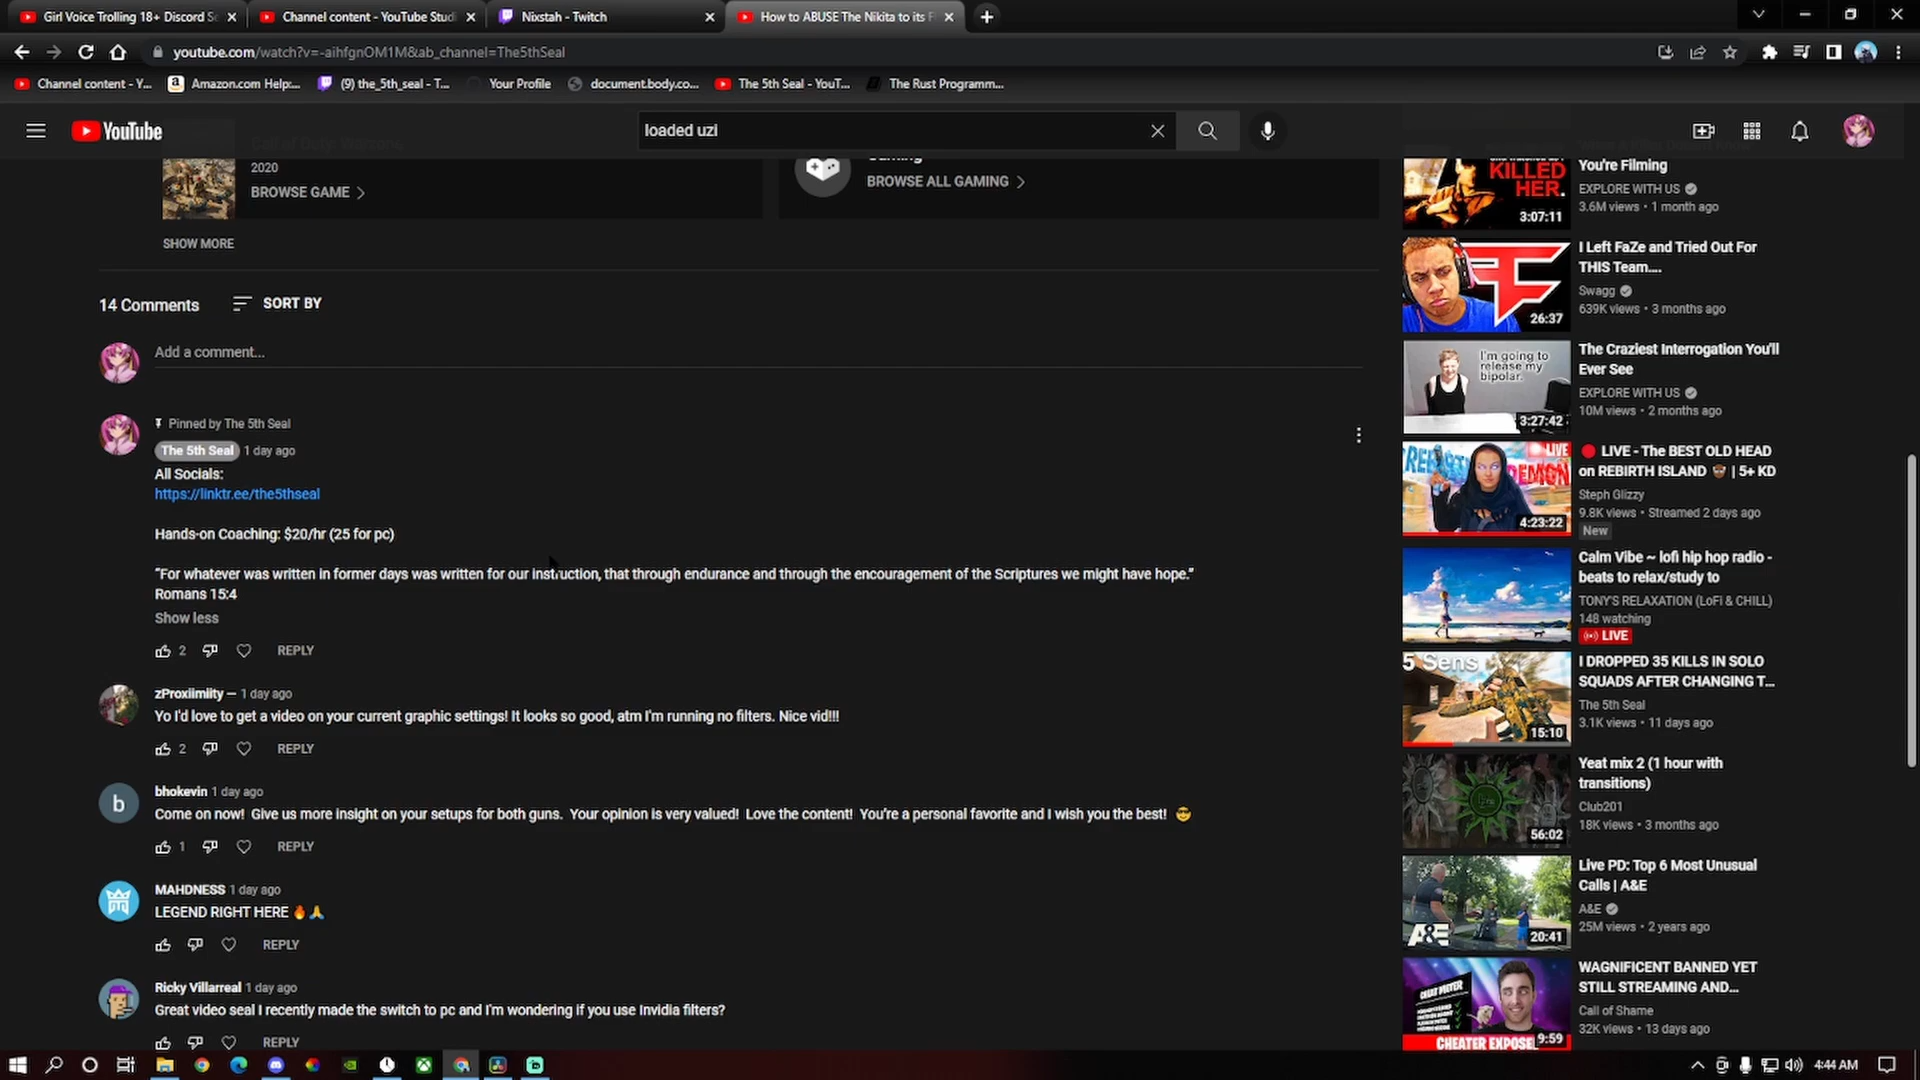 Girl Voice Trolling 18+ Discord Se
Channel content - YouTube Studi
Nixstah - Twitch
How to ABUSE The Nikita to its F
youtube.com/watch?v=-aihfgnOM1M&ab_channel=The5thSeal
Channel content - Y...
Amazon.com Help:...
(9) the_5th_seal - T...
Your Profile
document.body.co...
The 5th Seal - YouT...
The Rust Programm...
YouTube
loaded uzi
2020
BROWSE GAME
Gaming
BROWSE ALL GAMING
SHOW MORE
14 Comments
SORT BY
Add a comment...
Pinned by The 5th Seal
The 5th Seal 1 day ago
All Socials:
https://linktr.ee/the5thseal
Hands-on Coaching: $20/hr (25 for pc)
"For whatever was written in former days was written for our instruction, that through endurance and through the encouragement of the Scriptures we might have hope."
Romans 15:4
Show less
2 REPLY
zProxiimiity — 1 day ago
Yo I'd love to get a video on your current graphic settings! It looks so good, atm I'm running no filters. Nice vid!!!
2 REPLY
b
bhokevin 1 day ago
Come on now! Give us more insight on your setups for both guns. Your opinion is very valued! Love the content! You're a personal favorite and I wish you the best! 😎
1 REPLY
MAHDNESS 1 day ago
LEGEND RIGHT HERE 🔥🙏
REPLY
Ricky Villarreal 1 day ago
Great video seal I recently made the switch to pc and I'm wondering if you use Invidia filters?
REPLY
KILLED
HER.
3:07:11
You're Filming
EXPLORE WITH US
3.6M views • 1 month ago
26:37
I Left FaZe and Tried Out For
THIS Team....
Swagg
639K views • 3 months ago
I'm going to
release my
bipolar.
3:27:42
The Craziest Interrogation You'll
Ever See
EXPLORE WITH US
10M views • 2 months ago
LIVE
REBIRTH DEMON
4:23:22
🔴 LIVE - The BEST OLD HEAD
on REBIRTH ISLAND | 5+ KD
Steph Glizzy
9.8K views • Streamed 2 days ago
New
Calm Vibe ~ lofi hip hop radio -
beats to relax/study to
TONY'S RELAXATION (LoFi & CHILL)
148 watching
LIVE
5 Sens
15:10
I DROPPED 35 KILLS IN SOLO
SQUADS AFTER CHANGING T...
The 5th Seal
3.1K views • 11 days ago
56:02
Yeat mix 2 (1 hour with
transitions)
Club201
18K views • 3 months ago
A&E
20:41
Live PD: Top 6 Most Unusual
Calls | A&E
A&E
25M views • 2 years ago
CHEAT METER
CHEATER EXPOSE
9:59
WAGNIFICENT BANNED YET
STILL STREAMING AND...
Call of Shame
32K views • 13 days ago
4:44 AM